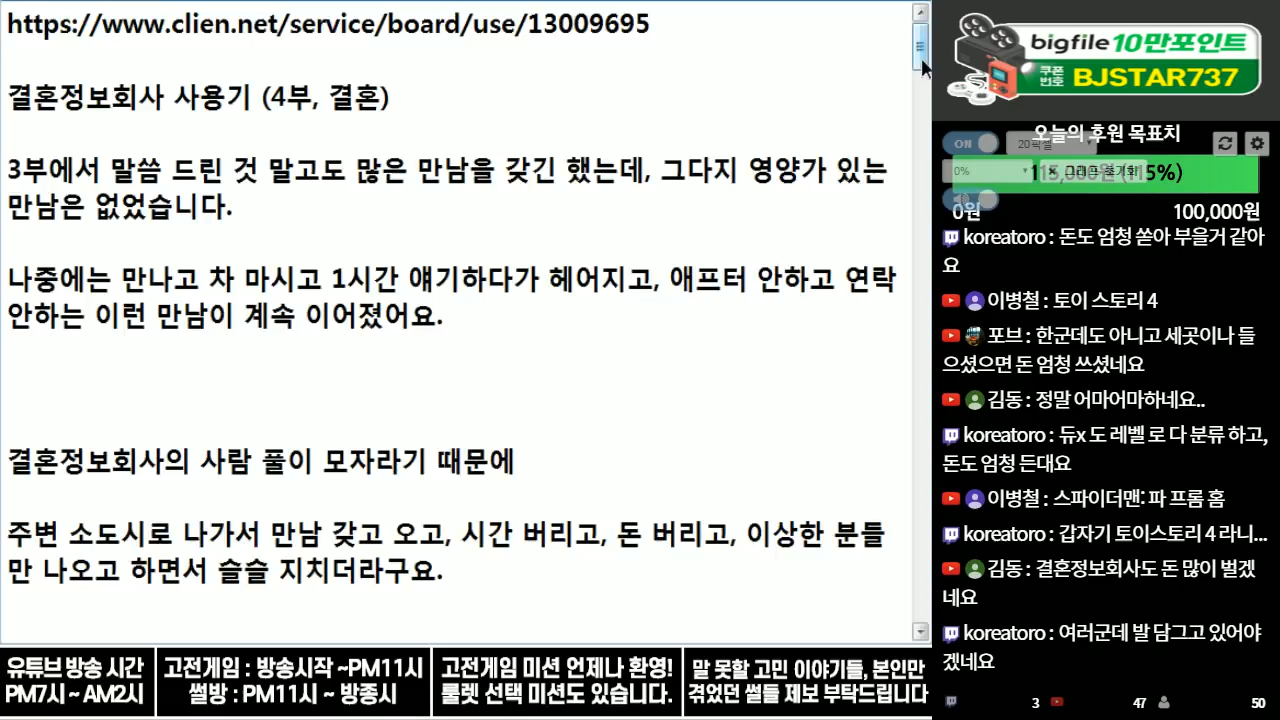 https://www.clien.net/service/board/use/13009695
결혼정보회사 사용기 (4부, 결혼)
3부에서 말씀 드린 것 말고도 많은 만남을 갖긴 했는데, 그다지 영양가 있는
만남은 없었습니다.
나중에는 만나고 차 마시고 1시간 얘기하다가 헤어지고, 애프터 안하고 연락
안하는 이런 만남이 계속 이어졌어요.
결혼정보회사의 사람 풀이 모자라기 때문에
주변 소도시로 나가서 만남 갖고 오고, 시간 버리고, 돈 버리고, 이상한 분들
만 나오고 하면서 슬슬 지치더라구요.
bigfile 10만포인트
쿠폰
번호 BJSTAR737
오늘의 후원 목표치
ON 20픽셀
0% 그래프 초기화
0원 100,000원
koreatoro : 돈도 엄청 쏟아 부을거 같아
요
이병철 : 토이 스토리 4
포브 : 한군데도 아니고 세곳이나 들
으셨으면 돈 엄청 쓰셨네요
김동 : 정말 어마어마하네요..
koreatoro : 듀x 도 레벨 로 다 분류 하고,
돈도 엄청 든대요
이병철 : 스파이더맨: 파 프롬 홈
koreatoro : 갑자기 토이스토리 4 라니...
김동 : 결혼정보회사도 돈 많이 벌겠
네요
koreatoro : 여러군데 발 담그고 있어야
겠네요
3 47 50
유튜브 방송 시간
PM7시 ~ AM2시
고전게임 : 방송시작 ~PM11시
썰방 : PM11시 ~ 방종시
고전게임 미션 언제나 환영!
룰렛 선택 미션도 있습니다.
말 못할 고민 이야기들, 본인만
겪었던 썰들 제보 부탁드립니다